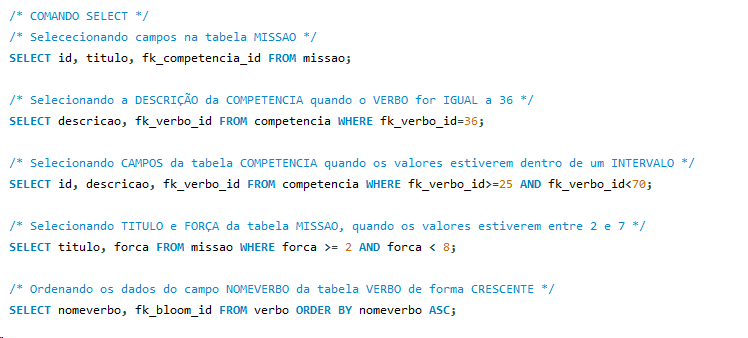 /* COMANDO SELECT */
/* Selececionando campos na tabela MISSAO */
SELECT id, titulo, fk_competencia_id FROM missao;
/* Selecionando a DESCRIÇÃO da COMPETENCIA quando o VERBO for IGUAL a 36 */
SELECT descricao, fk_verbo_id FROM competencia WHERE fk_verbo_id=36;
/* Selecionando CAMPOS da tabela COMPETENCIA quando os valores estiverem dentro de um INTERVALO */
SELECT id, descricao, fk_verbo_id FROM competencia WHERE fk_verbo_id>=25 AND fk_verbo_id<70;
/* Selecionando TITULO e FORÇA da tabela MISSAO, quando os valores estiverem entre 2 e 7 */
SELECT titulo, forca FROM missao WHERE forca >= 2 AND forca < 8;
/* Ordenando os dados do campo NOMEVERBO da tabela VERBO de forma CRESCENTE */
SELECT nomeverbo, fk_bloom_id FROM verbo ORDER BY nomeverbo ASC;